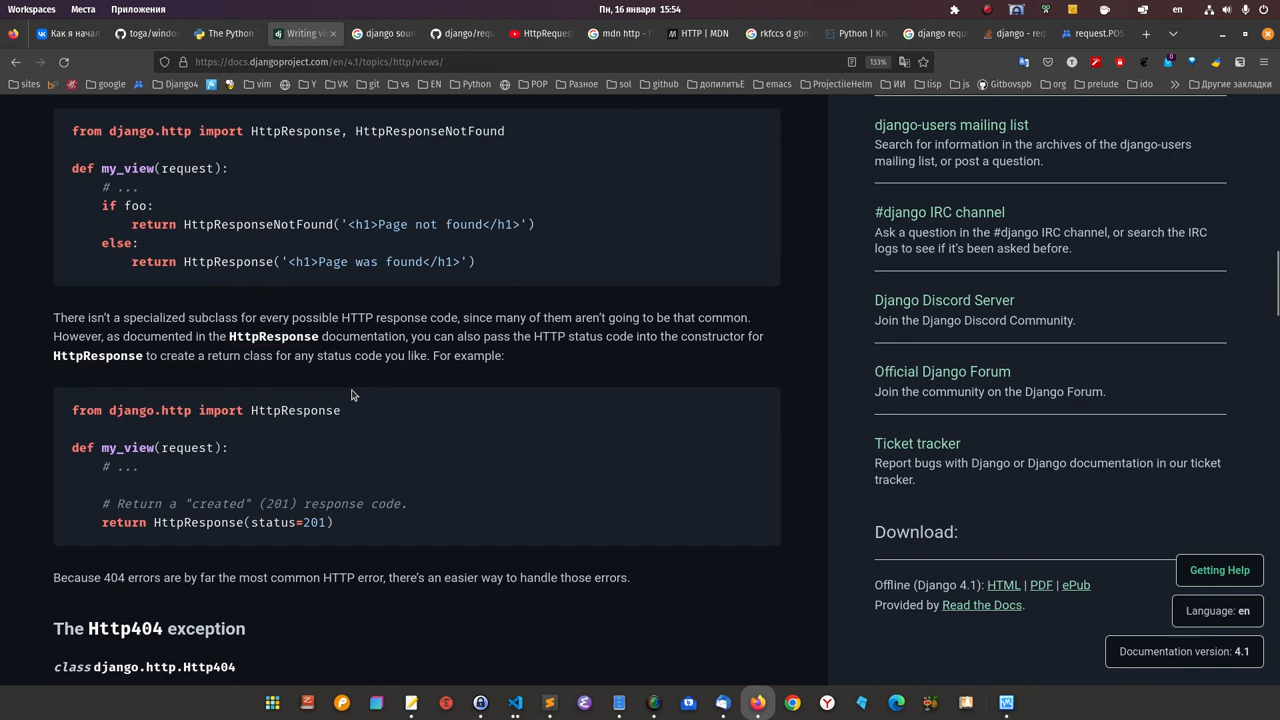 Workspaces
Места
Приложения
Пн, 16 января 15:54
en
Как я начал
toga/windo
The Python
Writing vi
django sour
django/requ
HttpRequest
mdn http -
HTTP | MDN
rkfccs d gbn
Python | Кл
django requ
django - req
request.POS
https://docs.djangoproject.com/en/4.1/topics/http/views/
133%
sites
google
Django4
vim
Y
VK
git
vs
EN
Python
POP
Разное
sol
github
допилитьЕ
emacs
ProjectileHelm
ИИ
lisp
js
Gitbovspb
org
prelude
ido
Другие закладки
from django.http import HttpResponse, HttpResponseNotFound
def my_view(request):
# ...
if foo:
return HttpResponseNotFound('<h1>Page not found</h1>')
else:
return HttpResponse('<h1>Page was found</h1>')
There isn’t a specialized subclass for every possible HTTP response code, since many of them aren’t going to be that common.
However, as documented in the HttpResponse documentation, you can also pass the HTTP status code into the constructor for
HttpResponse to create a return class for any status code you like. For example:
from django.http import HttpResponse
def my_view(request):
# ...
# Return a "created" (201) response code.
return HttpResponse(status=201)
Because 404 errors are by far the most common HTTP error, there’s an easier way to handle those errors.
The Http404 exception
class django.http.Http404
django-users mailing list
Search for information in the archives of the django-users
mailing list, or post a question.
#django IRC channel
Ask a question in the #django IRC channel, or search the IRC
logs to see if it’s been asked before.
Django Discord Server
Join the Django Discord Community.
Official Django Forum
Join the community on the Django Forum.
Ticket tracker
Report bugs with Django or Django documentation in our ticket
tracker.
Download:
Offline (Django 4.1): HTML | PDF | ePub
Provided by Read the Docs.
Getting Help
Language: en
Documentation version: 4.1